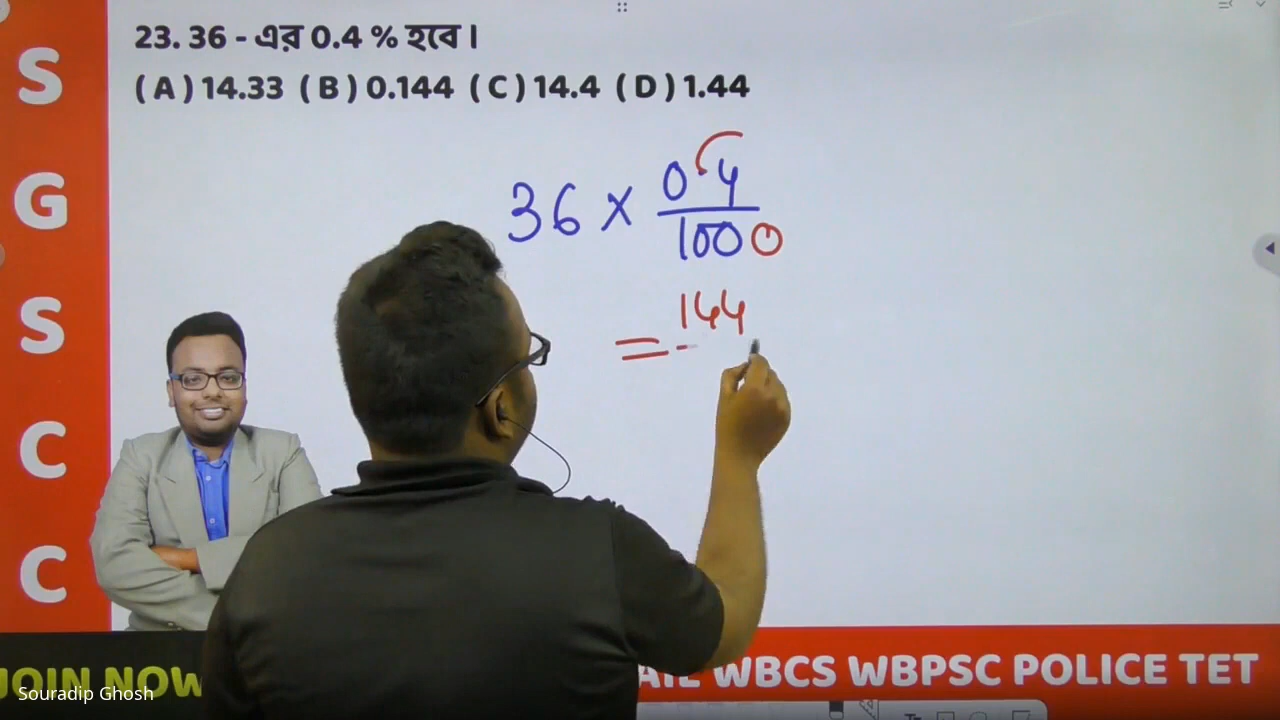 S
G
S
C
C
23. 36 - এর 0.4 % হবে।
( A ) 14.33 ( B ) 0.144 ( C ) 14.4 ( D ) 1.44
36 × 0.4
1000
= 144
JOIN NOW
WBCS WBPSC POLICE TET
Souradip Ghosh